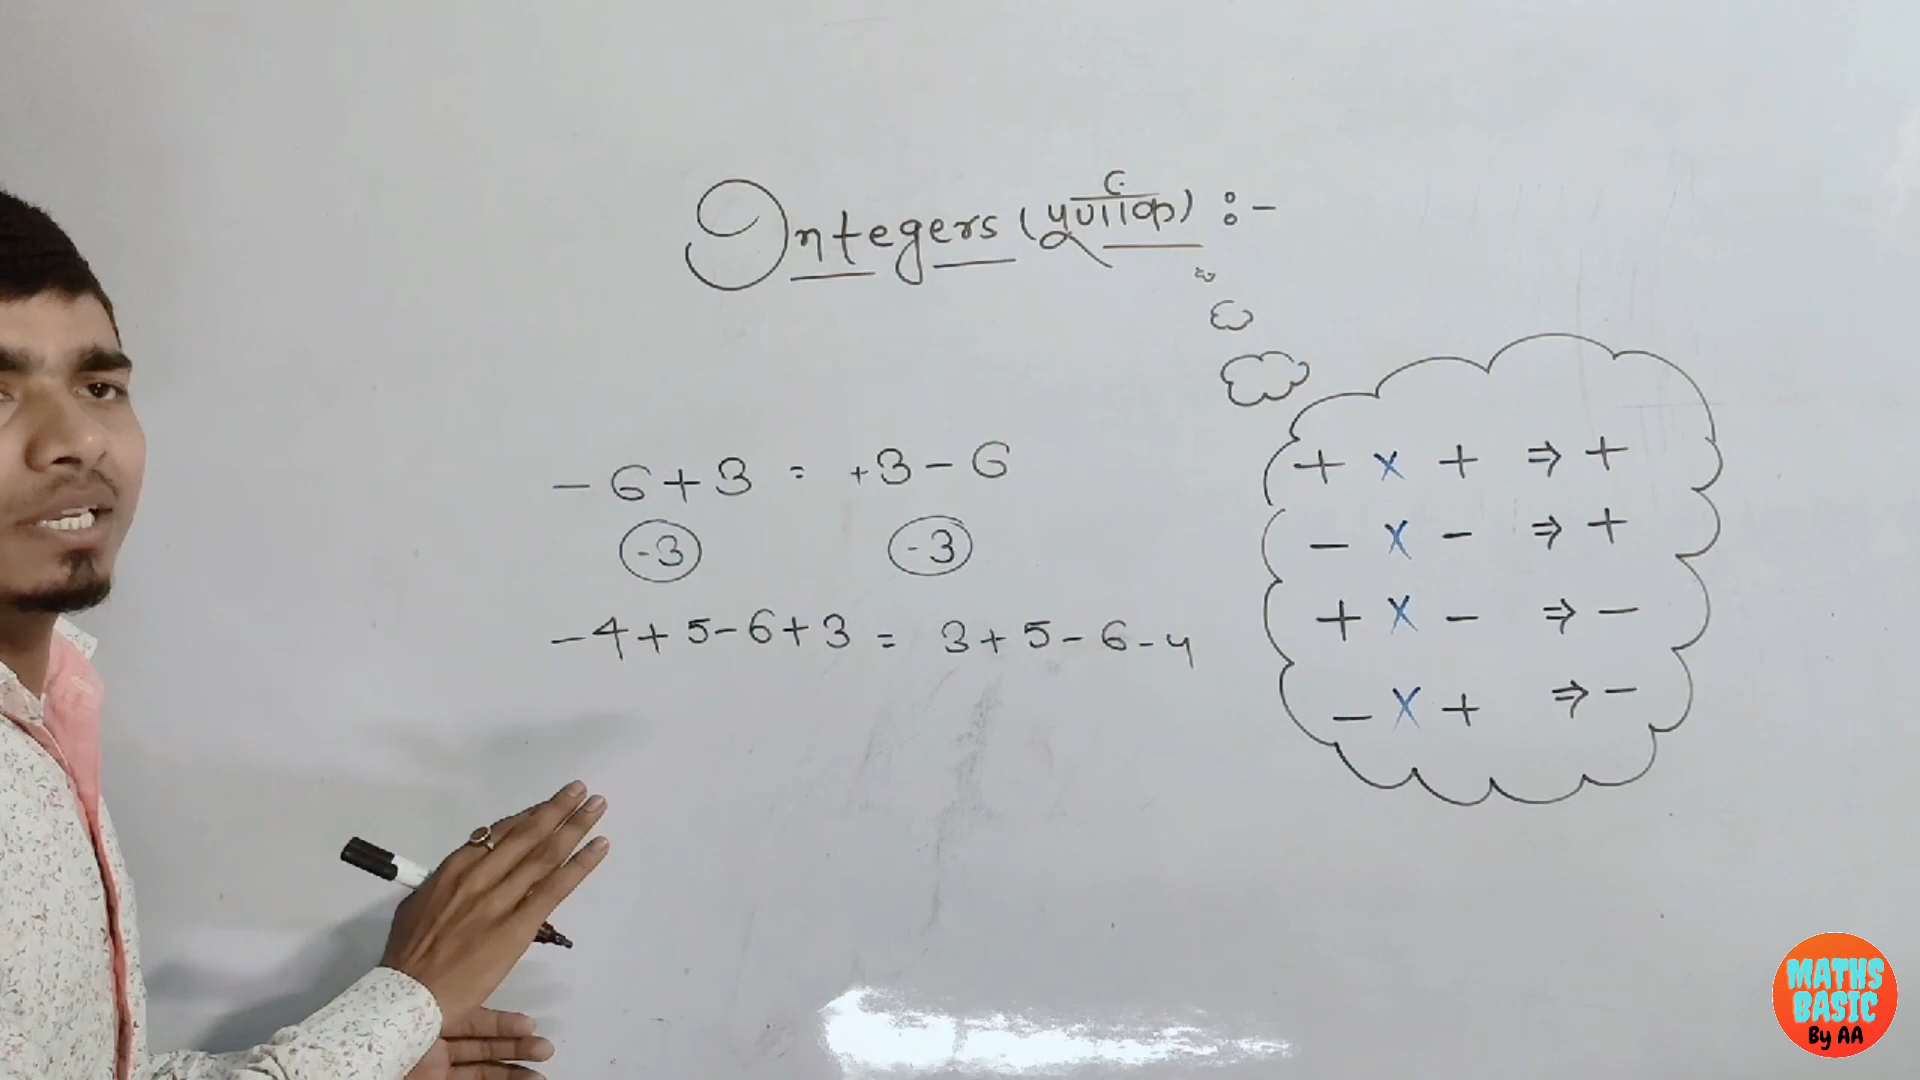 Integers (पूर्णांक) :-
- 6 + 3 = + 3 - 6
-3 -3
- 4 + 5 - 6 + 3 = 3 + 5 - 6 - 4
+ x + ⇒ +
- x - ⇒ +
+ x - ⇒ -
- x + ⇒ -
MATHS
BASIC
By AA